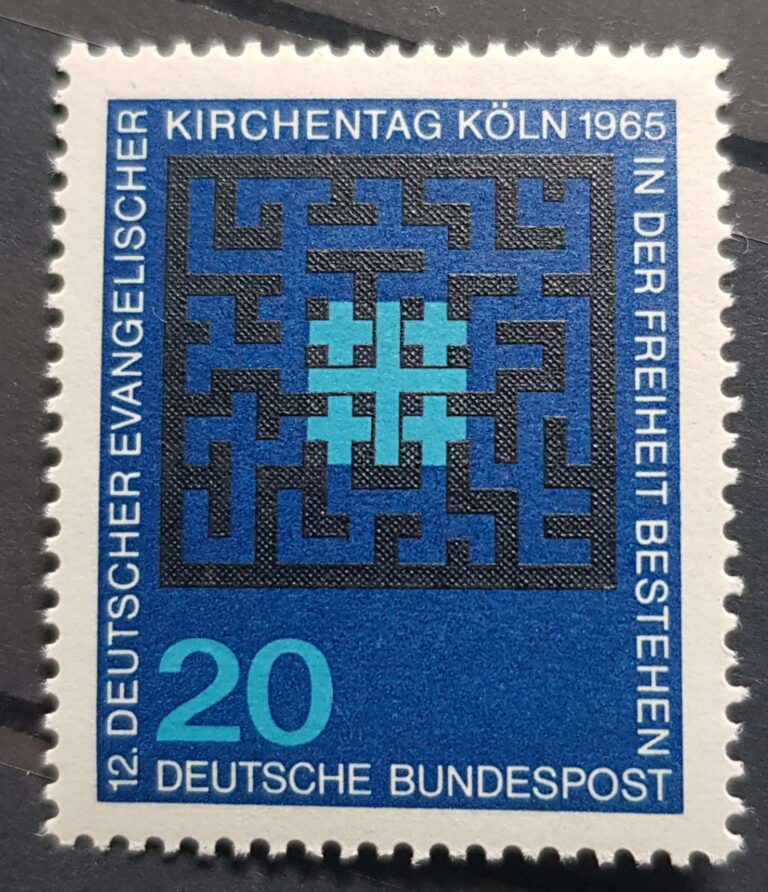 12. DEUTSCHER EVANGELISCHER
KIRCHENTAG KÖLN 1965
IN DER FREIHEIT BESTEHEN
20
DEUTSCHE BUNDESPOST